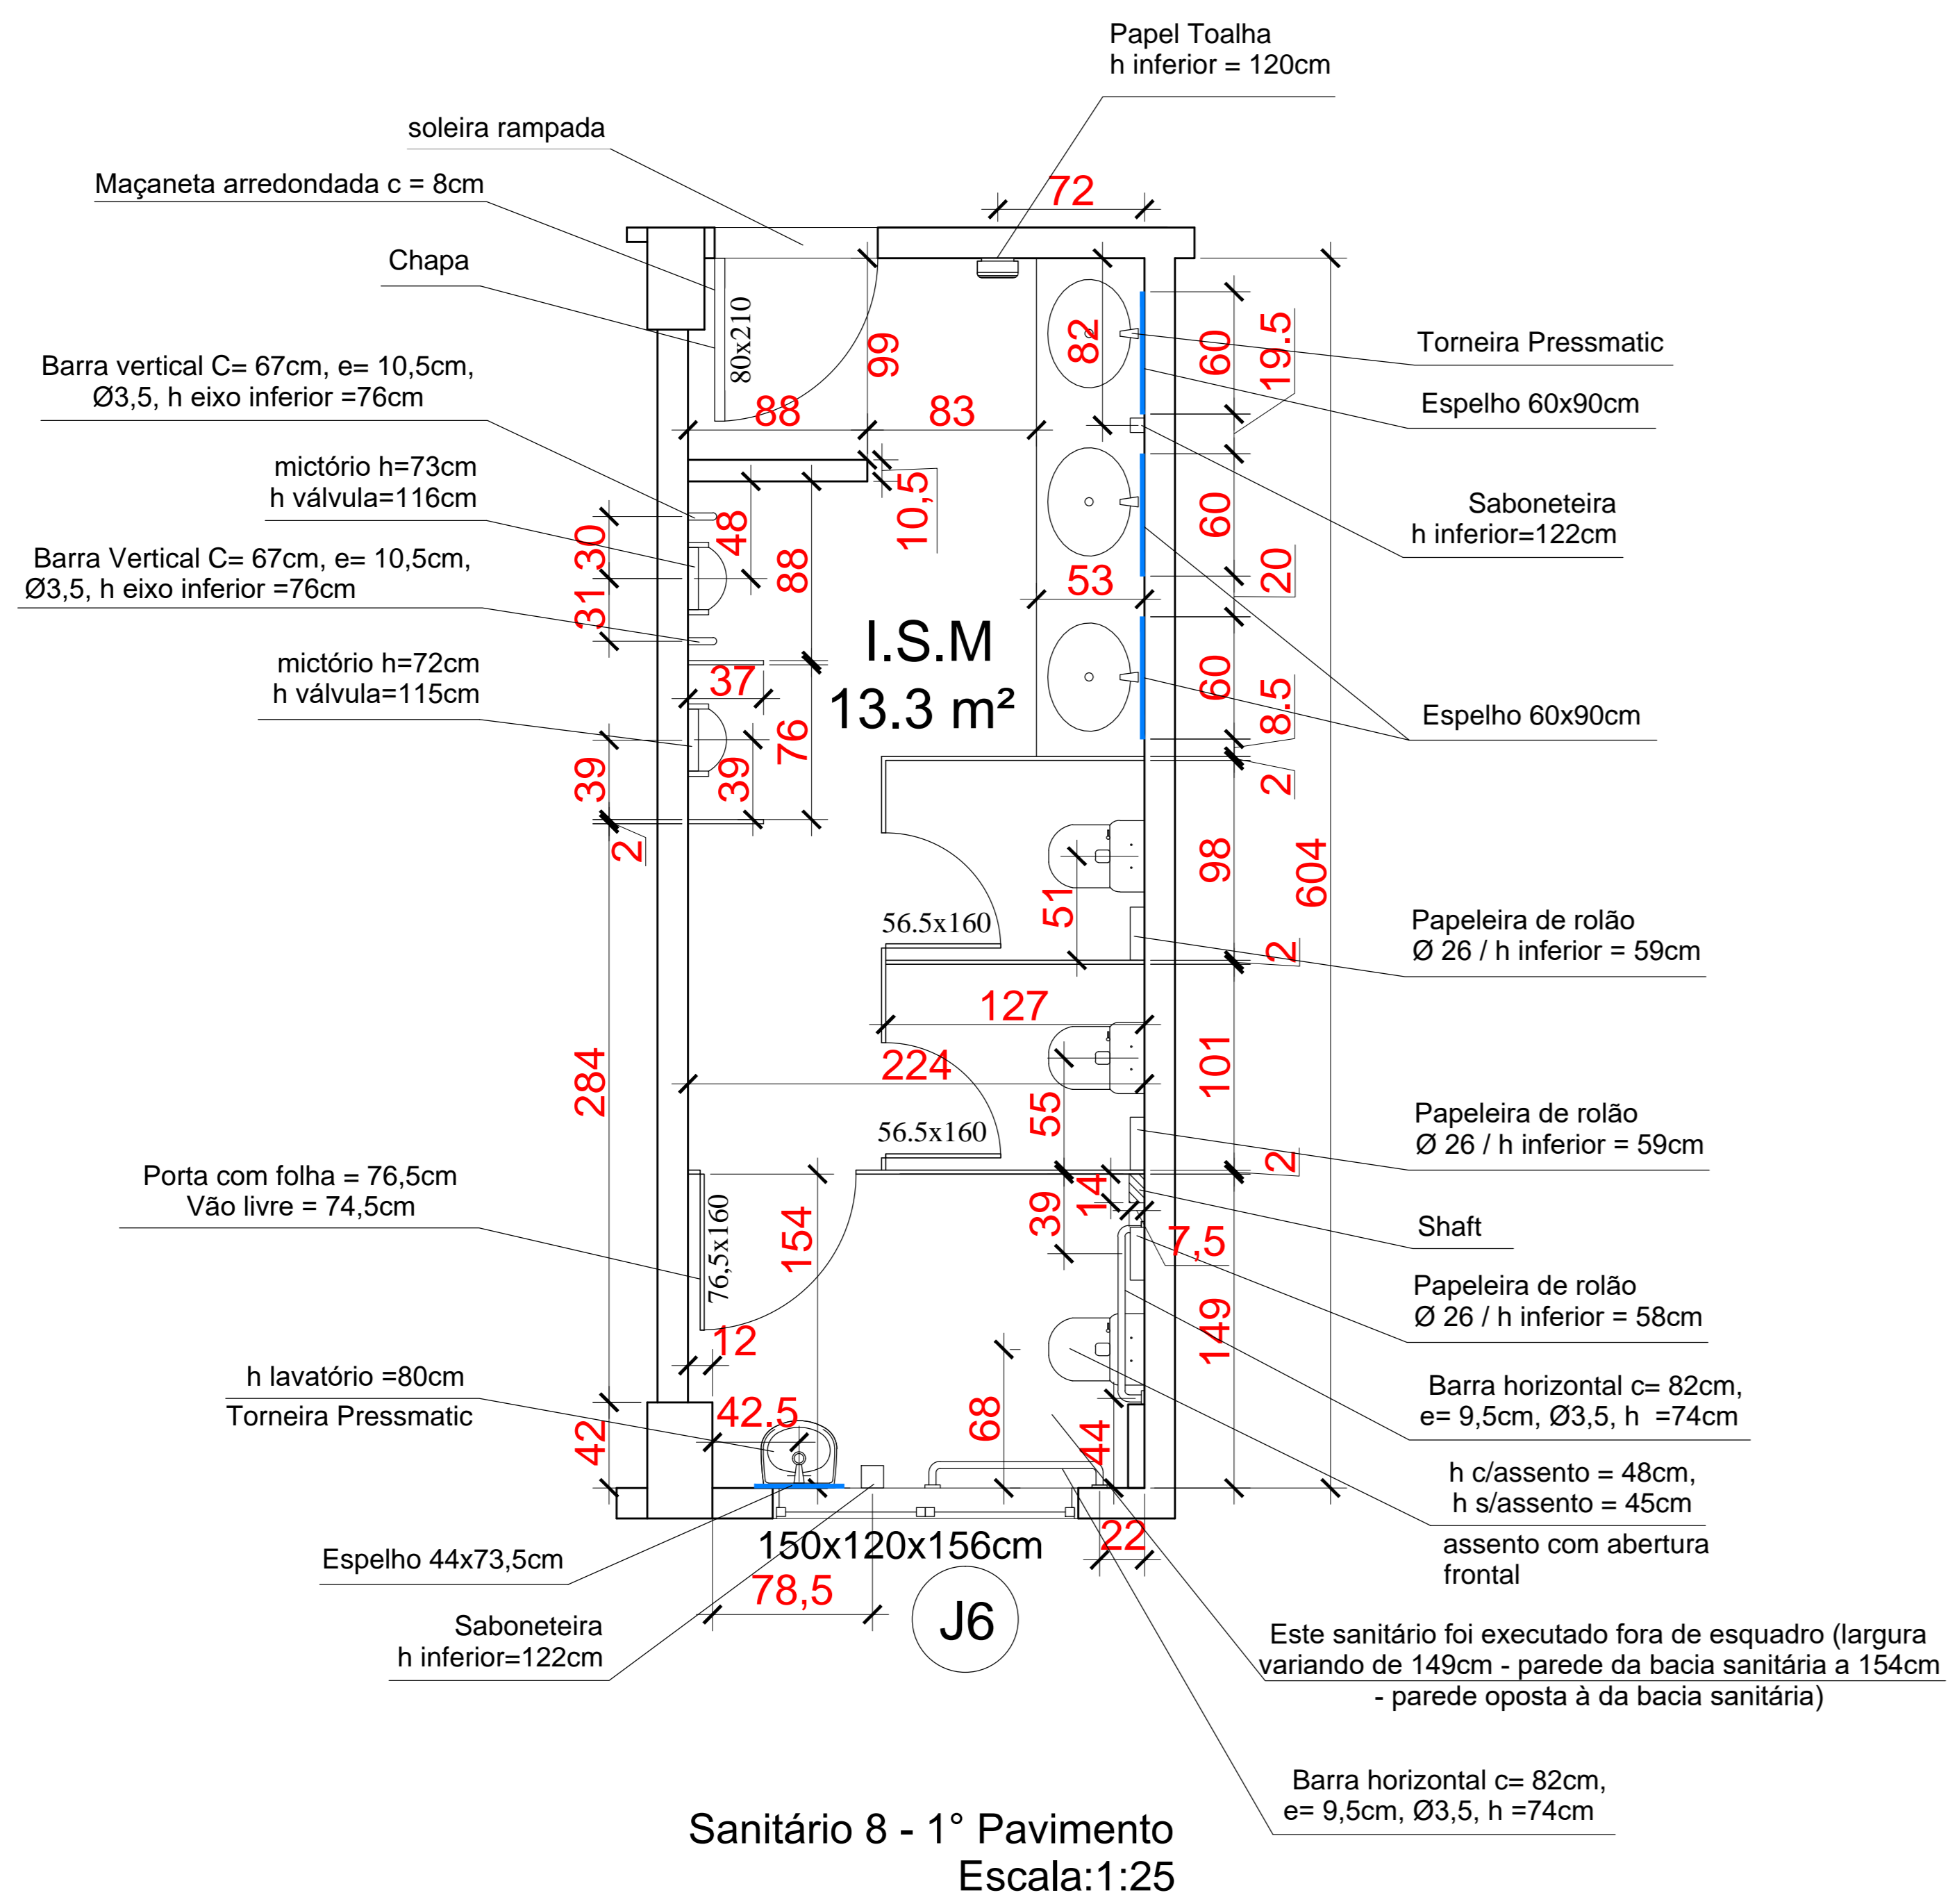 Papel Toalha
h inferior = 120cm
soleira rampada
Maçaneta arredondada c = 8cm
72
Chapa
80x210
99
82
60
19.5
Torneira Pressmatic
Barra vertical C= 67cm, e= 10,5cm,
Ø3,5, h eixo inferior =76cm
88
83
Espelho 60x90cm
mictório h=73cm
h válvula=116cm
10,5
48
88
60
Saboneteira
h inferior=122cm
30
Barra Vertical C= 67cm, e= 10,5cm,
Ø3,5, h eixo inferior =76cm
31
53
20
I.S.M
13.3 m²
mictório h=72cm
h válvula=115cm
37
60
8.5
Espelho 60x90cm
76
39
39
2
2
98
604
51
56.5x160
Papeleira de rolão
Ø 26 / h inferior = 59cm
2
127
224
284
101
55
56.5x160
Papeleira de rolão
Ø 26 / h inferior = 59cm
2
Porta com folha = 76,5cm
Vão livre = 74,5cm
76,5x160
154
39
14
7,5
Shaft
Papeleira de rolão
Ø 26 / h inferior = 58cm
149
12
h lavatório =80cm
Torneira Pressmatic
42.5
42
68
44
Barra horizontal c= 82cm,
e= 9,5cm, Ø3,5, h =74cm
h c/assento = 48cm,
h s/assento = 45cm
assento com abertura
frontal
150x120x156cm
22
Espelho 44x73,5cm
78,5
J6
Saboneteira
h inferior=122cm
Este sanitário foi executado fora de esquadro (largura
variando de 149cm - parede da bacia sanitária a 154cm
- parede oposta à da bacia sanitária)
Barra horizontal c= 82cm,
e= 9,5cm, Ø3,5, h =74cm
Sanitário 8 - 1° Pavimento
Escala:1:25